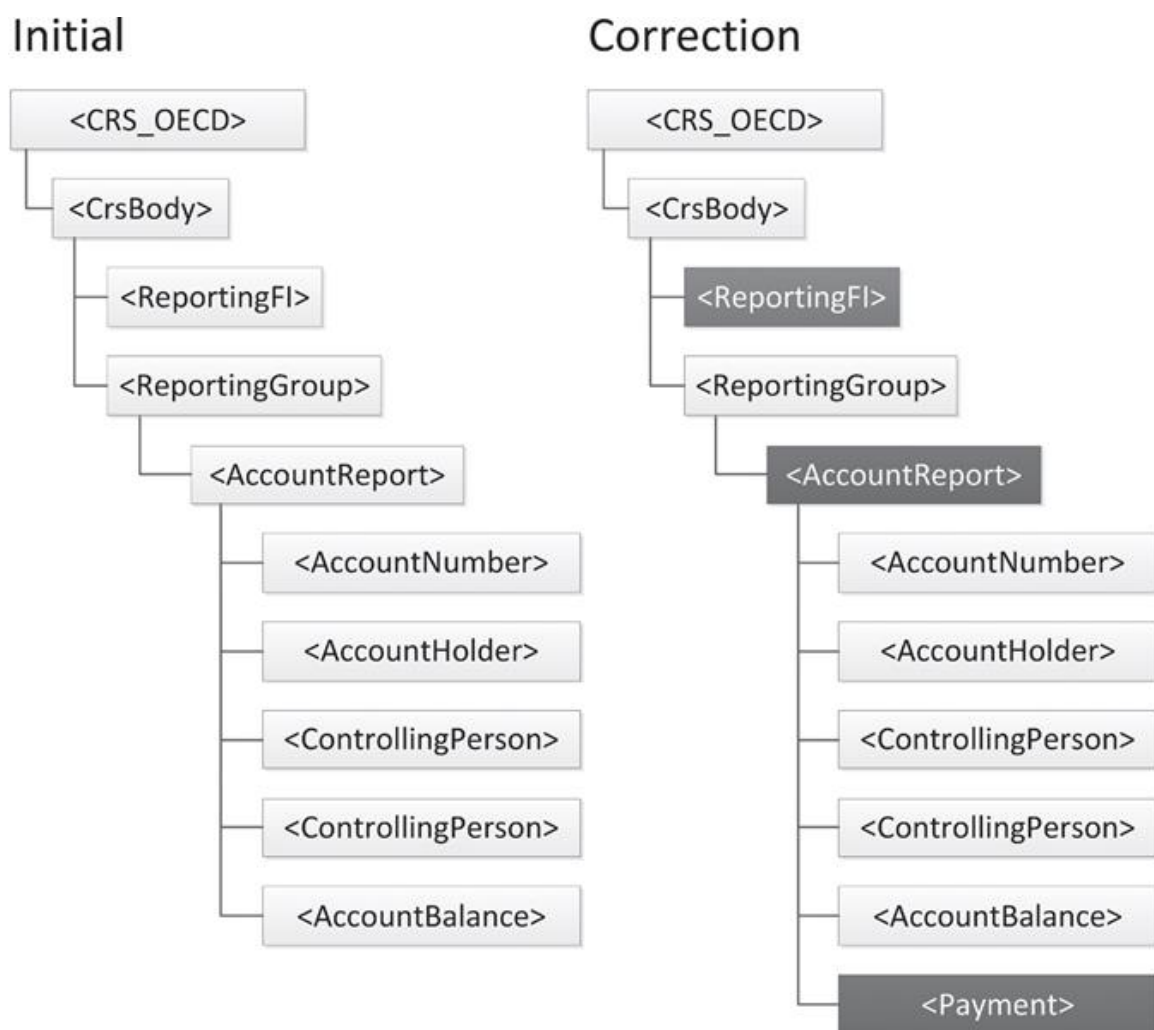 Initial
<CRS_OECD>
<CrsBody>
<ReportingFI>
<ReportingGroup>
<AccountReport>
<AccountNumber>
<AccountHolder>
<ControllingPerson>
<ControllingPerson>
<AccountBalance>
Correction
<CRS_OECD>
<CrsBody>
<ReportingFI>
<ReportingGroup>
<AccountReport>
<AccountNumber>
<AccountHolder>
<ControllingPerson>
<ControllingPerson>
<AccountBalance>
<Payment>